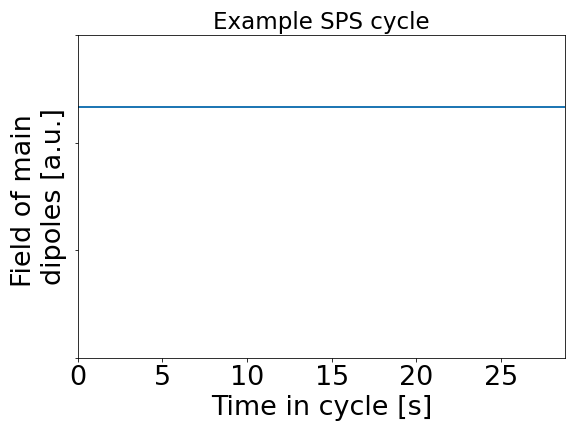 Example SPS cycle
Field of main
dipoles [a.u.]
0 5 10 15 20 25
Time in cycle [s]